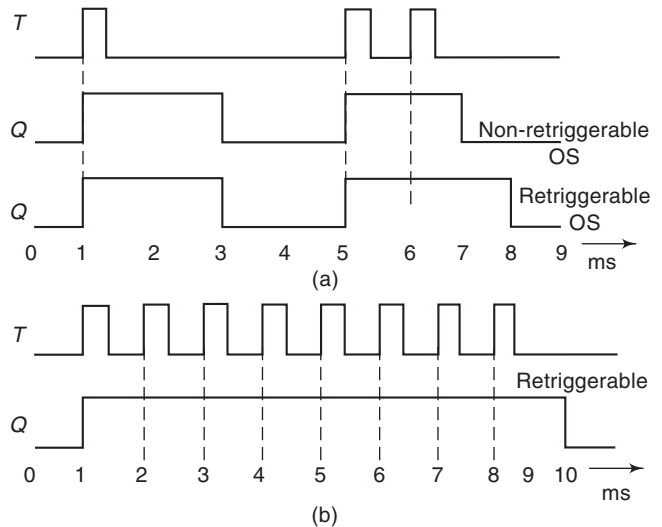 T
Q
Non-retriggerable
OS
Q
Retriggerable
OS
0 1 2 3 4 5 6 7 8 9 ms
(a)
T
Retriggerable
Q
0 1 2 3 4 5 6 7 8 9 10 ms
(b)